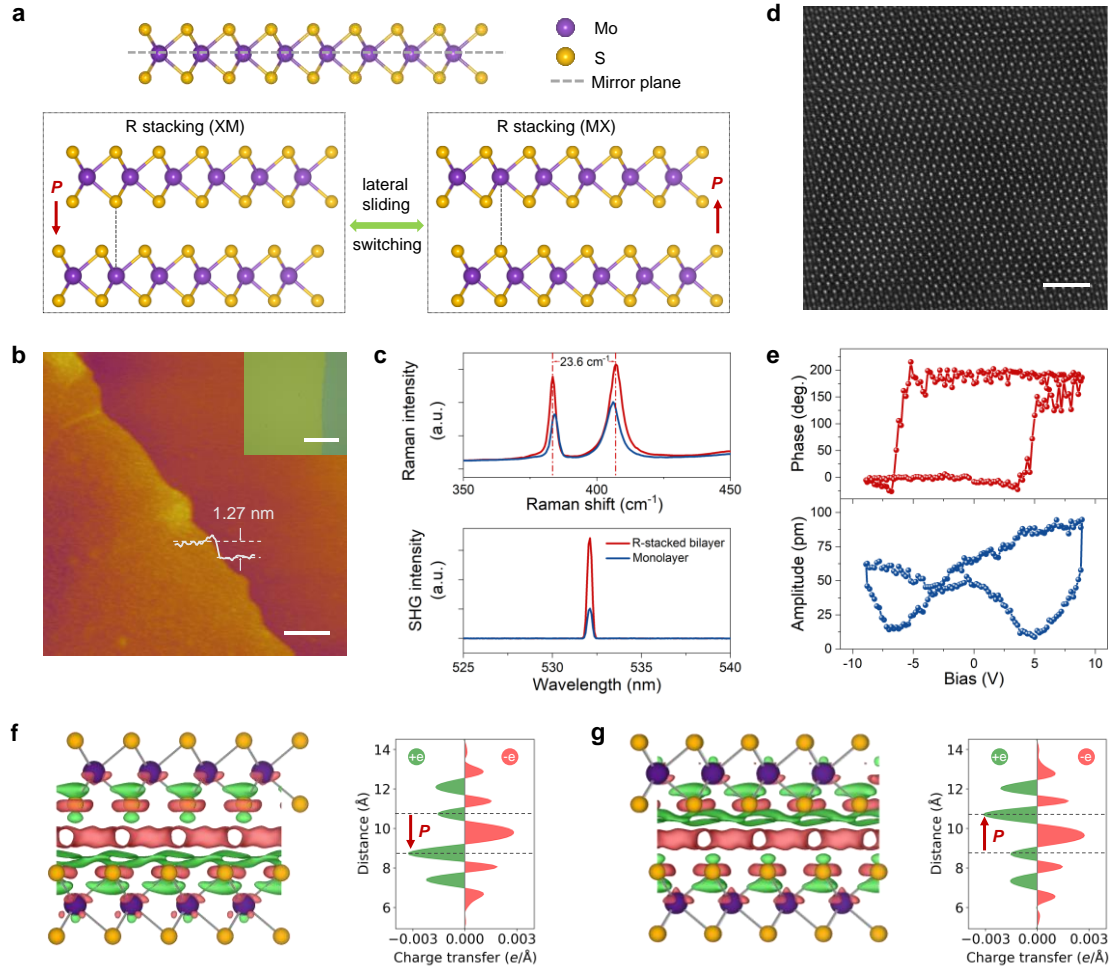 a
Mo
S
Mirror plane
R stacking (XM)
P
lateral
sliding
switching
R stacking (MX)
P
d
b
1.27 nm
c
Raman intensity
(a.u.)
23.6 cm⁻¹
350
400
450
Raman shift (cm⁻¹)
SHG intensity
(a.u.)
R-stacked bilayer
Monolayer
525
530
535
540
Wavelength (nm)
e
Phase (deg.)
200
150
100
50
0
Amplitude (pm)
100
75
50
25
0
-10
-5
0
5
10
Bias (V)
f
Distance (Å)
14
12
10
8
6
+e
-e
P
−0.003 0.000 0.003
Charge transfer (e/Å)
g
Distance (Å)
14
12
10
8
6
+e
-e
P
−0.003 0.000 0.003
Charge transfer (e/Å)